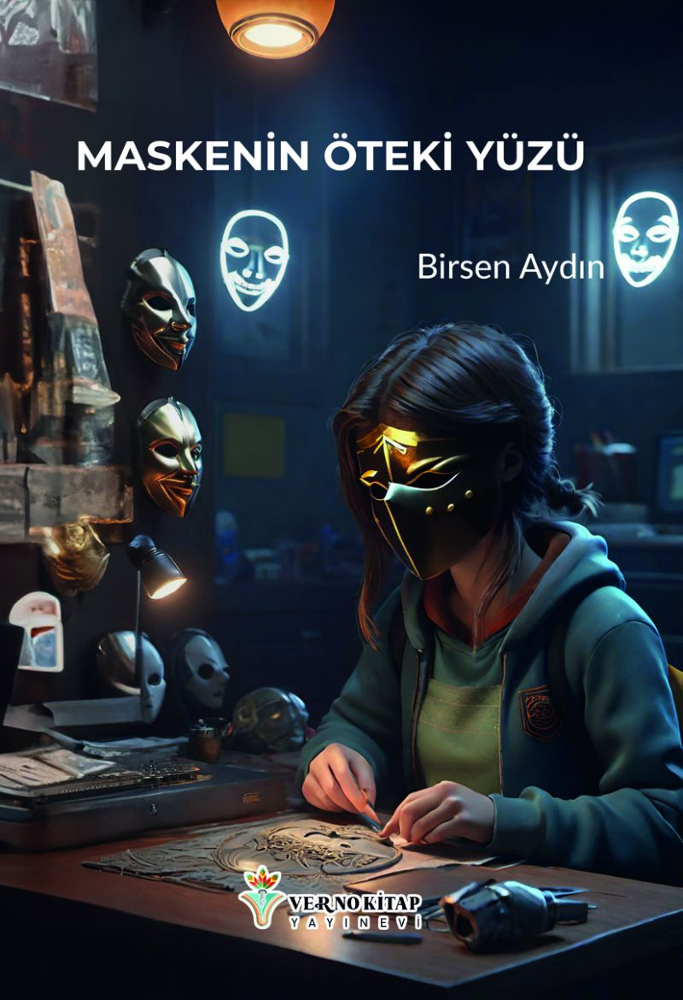 MASKENİN ÖTEKİ YÜZÜ
Birsen Aydın
VERNO KİTAP
YAYINEVİ